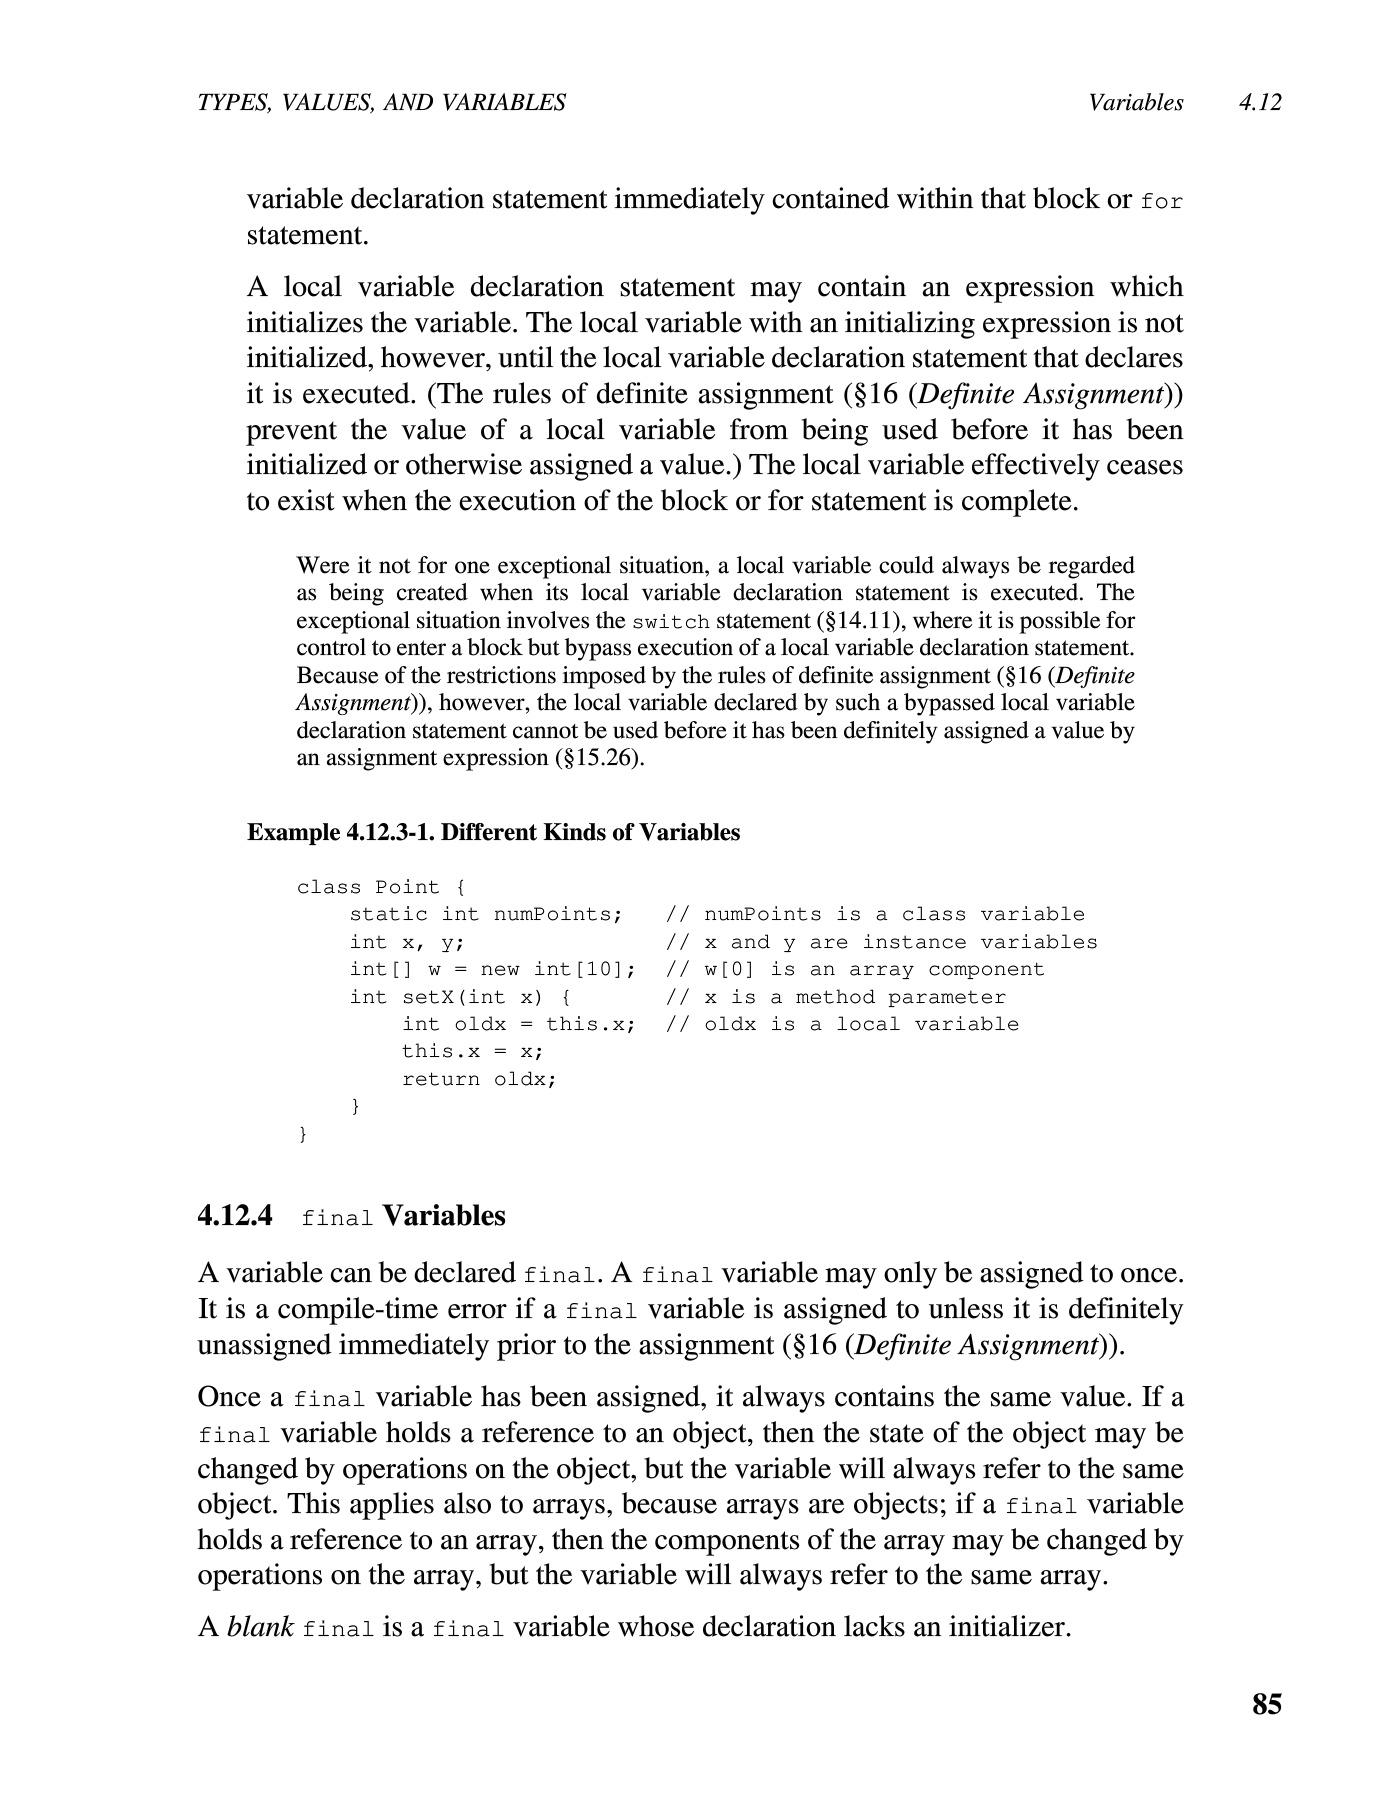 TYPES, VALUES, AND VARIABLES Variables 4.12
variable declaration statement immediately contained within that block or for
statement.
A local variable declaration statement may contain an expression which
initializes the variable. The local variable with an initializing expression is not
initialized, however, until the local variable declaration statement that declares
it is executed. (The rules of definite assignment (§16 (Definite Assignment))
prevent the value of a local variable from being used before it has been
initialized or otherwise assigned a value.) The local variable effectively ceases
to exist when the execution of the block or for statement is complete.
Were it not for one exceptional situation, a local variable could always be regarded
as being created when its local variable declaration statement is executed. The
exceptional situation involves the switch statement (§14.11), where it is possible for
control to enter a block but bypass execution of a local variable declaration statement.
Because of the restrictions imposed by the rules of definite assignment (§16 (Definite
Assignment)), however, the local variable declared by such a bypassed local variable
declaration statement cannot be used before it has been definitely assigned a value by
an assignment expression (§15.26).
Example 4.12.3-1. Different Kinds of Variables
class Point {
    static int numPoints;   // numPoints is a class variable
    int x, y;               // x and y are instance variables
    int[] w = new int[10];  // w[0] is an array component
    int setX(int x) {       // x is a method parameter
        int oldx = this.x;  // oldx is a local variable
        this.x = x;
        return oldx;
    }
}
4.12.4 final Variables
A variable can be declared final. A final variable may only be assigned to once.
It is a compile-time error if a final variable is assigned to unless it is definitely
unassigned immediately prior to the assignment (§16 (Definite Assignment)).
Once a final variable has been assigned, it always contains the same value. If a
final variable holds a reference to an object, then the state of the object may be
changed by operations on the object, but the variable will always refer to the same
object. This applies also to arrays, because arrays are objects; if a final variable
holds a reference to an array, then the components of the array may be changed by
operations on the array, but the variable will always refer to the same array.
A blank final is a final variable whose declaration lacks an initializer.
85